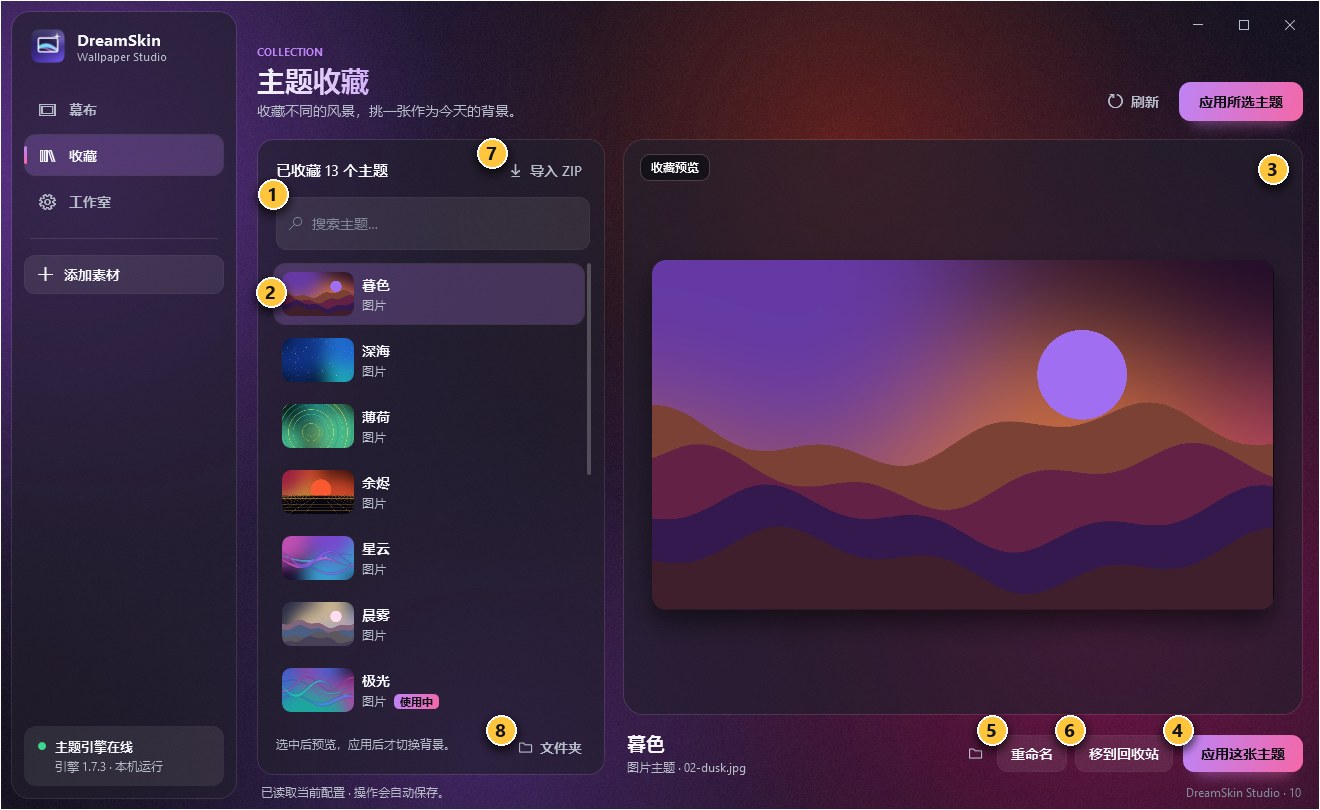 DreamSkin
Wallpaper Studio
幕布
收藏
工作室
添加素材
主题引擎在线
引擎 1.7.3 · 本机运行
COLLECTION
主题收藏
收藏不同的风景，挑一张作为今天的背景。
刷新
应用所选主题
已收藏 13 个主题
7
导入 ZIP
1
搜索主题...
2
暮色
图片
深海
图片
薄荷
图片
余烬
图片
星云
图片
晨雾
图片
极光
图片 使用中
选中后预览，应用后才切换背景。
8
文件夹
已读取当前配置 · 操作会自动保存。
收藏预览
3
暮色
图片主题 · 02-dusk.jpg
5
重命名
6
移到回收站
4
应用这张主题
DreamSkin Studio · 10